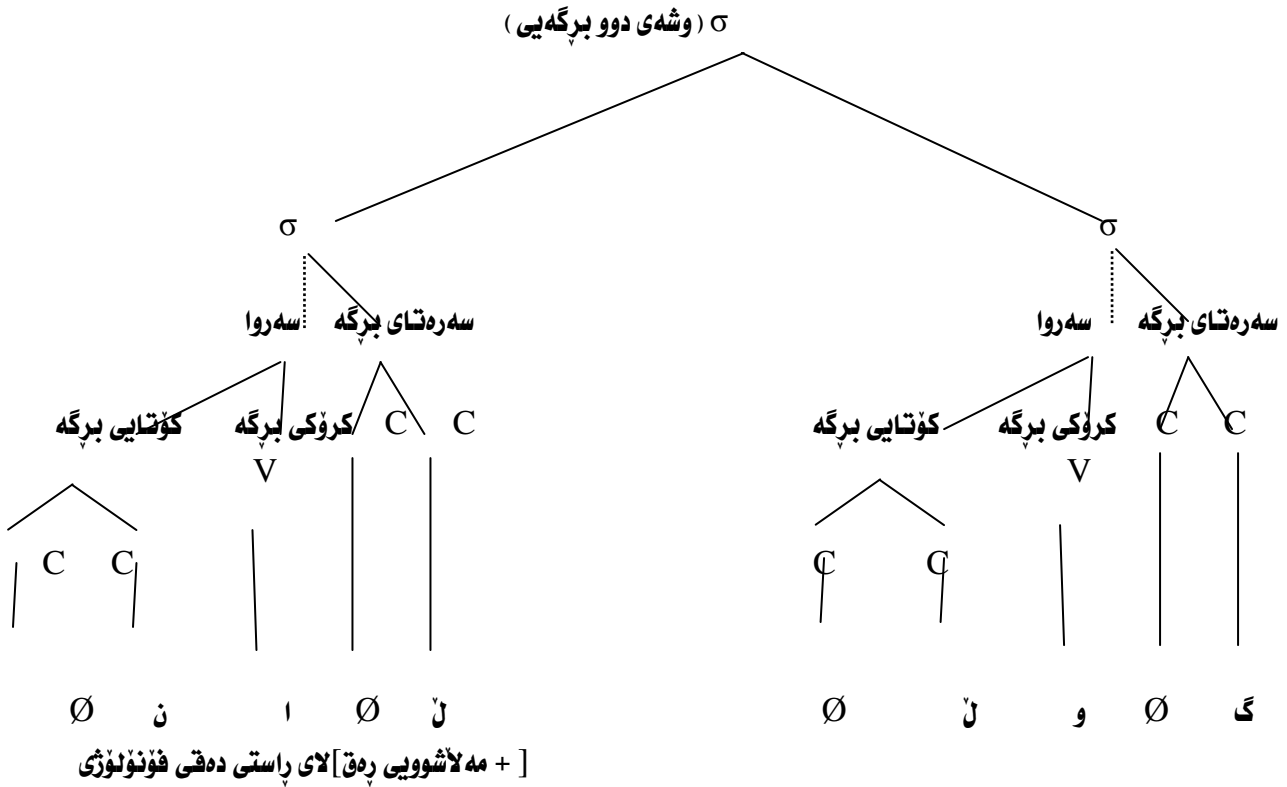 σ ( وشەی دوو بڕگەیی )
σ σ
سەرەتای بڕگە سەروا سەرەتای بڕگە سەروا
C C کرۆکی بڕگە کۆتایی بڕگە C C کرۆکی بڕگە کۆتایی بڕگە
V V
C C C C
گ Ø و ڵ Ø ڵ Ø ا ن Ø
[ + مەڵاشوویی ڕەق]لای ڕاستی دەقی فۆنۆلۆژی